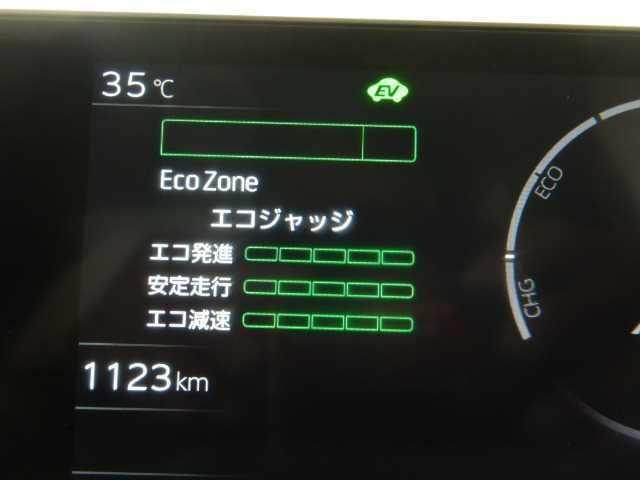 35℃
EV
Eco Zone
エコジャッジ
エコ発進
安定走行
エコ減速
1123km
ECO
CHG